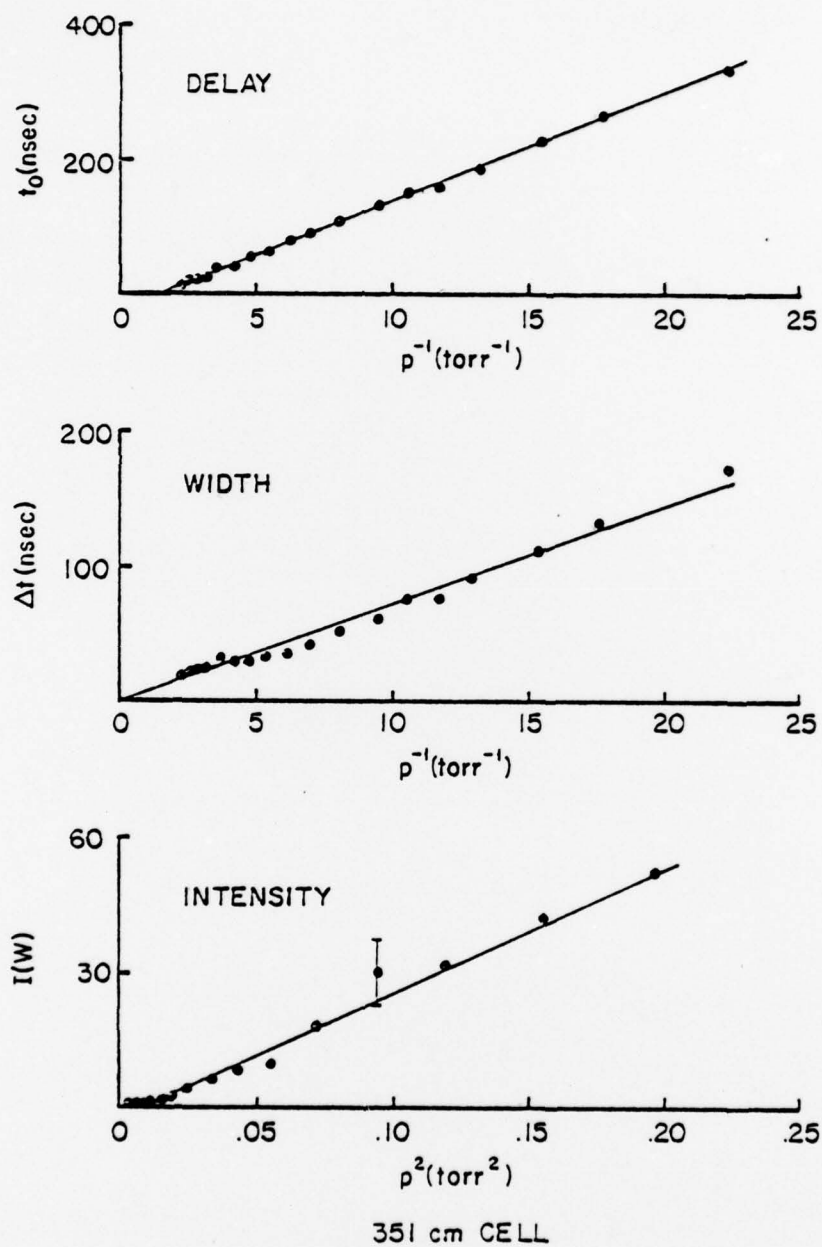 400
DELAY
t₀(nsec)
200
0 5 10 15 20 25
p⁻¹(torr⁻¹)
200
WIDTH
Δt(nsec)
100
0 5 10 15 20 25
p⁻¹(torr⁻¹)
60
INTENSITY
I(W)
30
0 .05 .10 .15 .20 .25
p²(torr²)
351 cm CELL